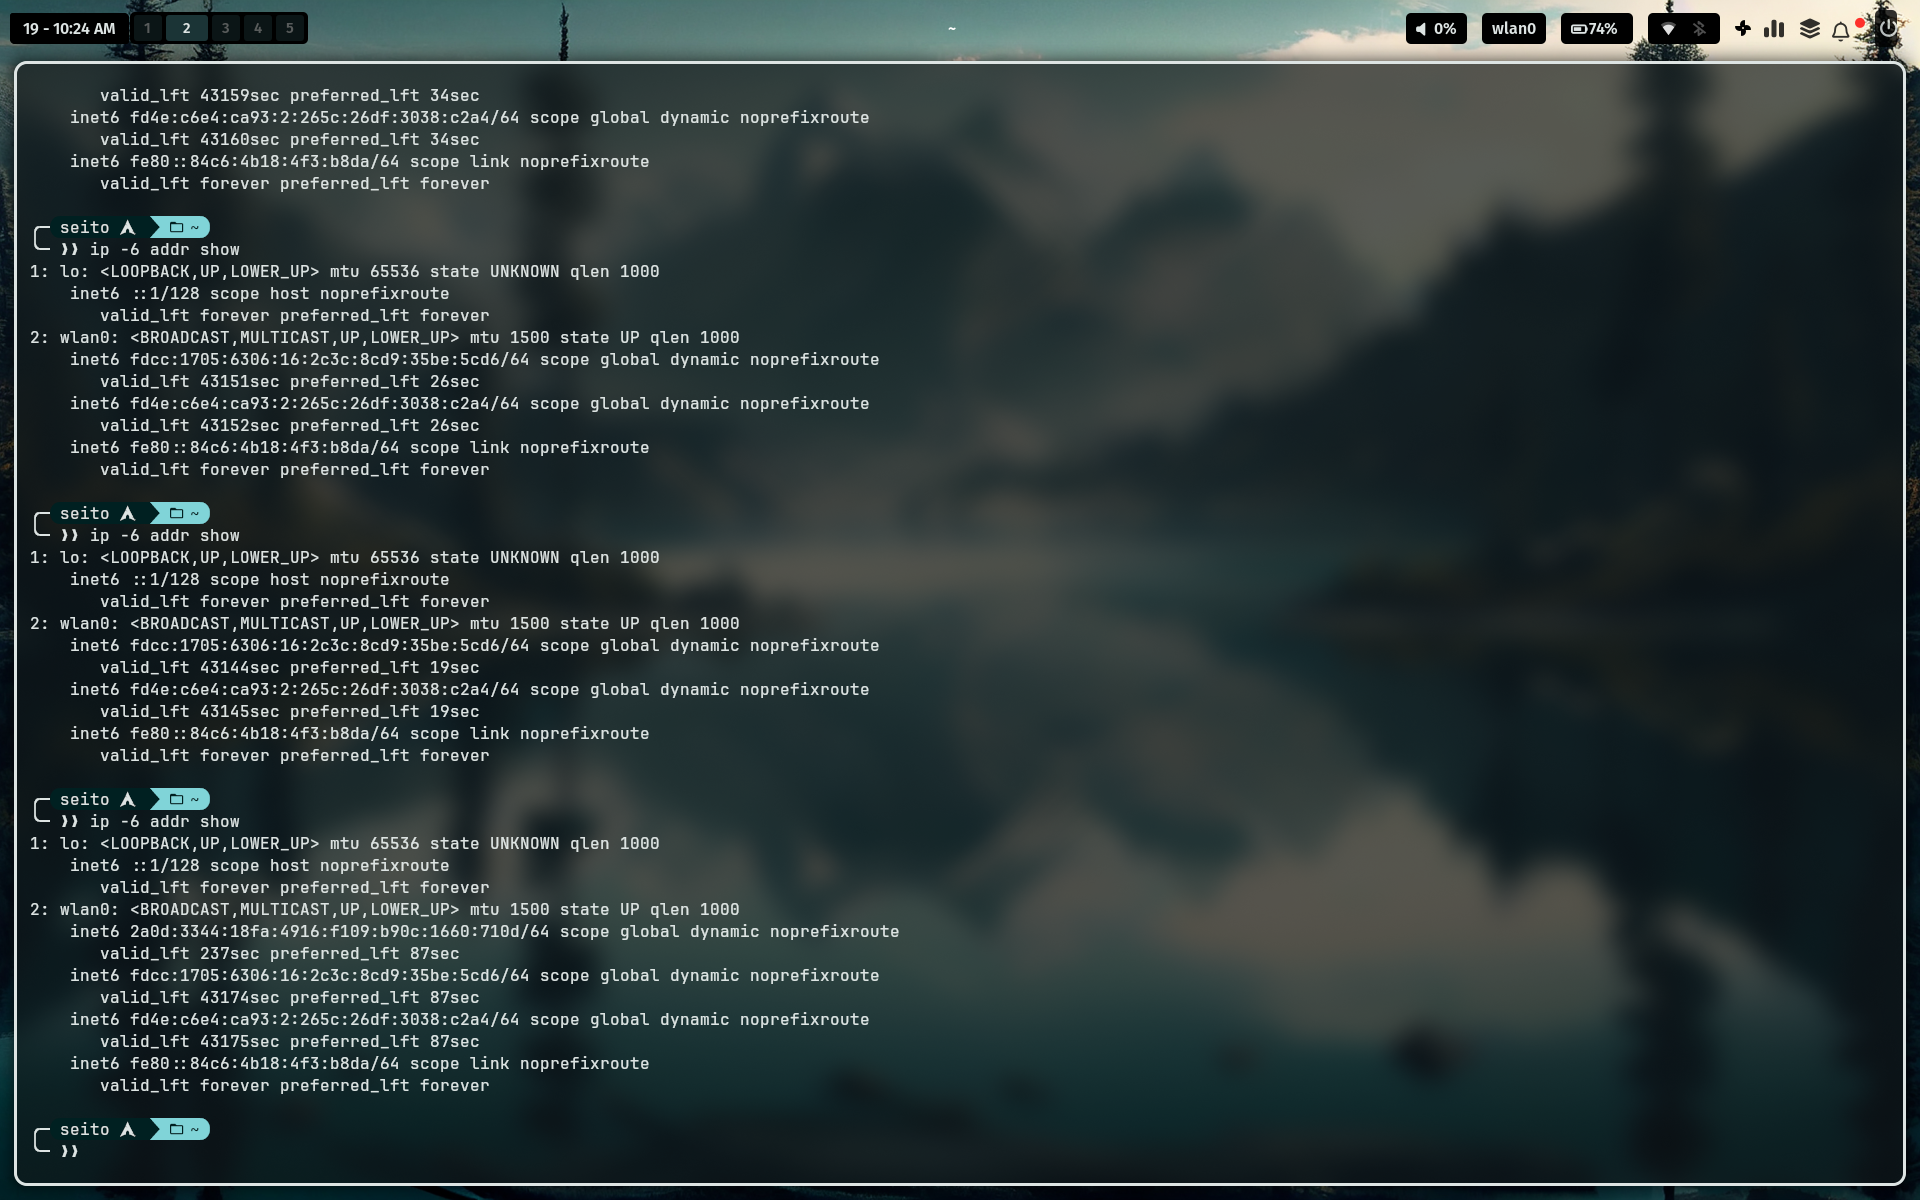 19 - 10:24 AM 1 2 3 4 5 ~ 0% wlan0 74%
valid_lft 43159sec preferred_lft 34sec
inet6 fd4e:c6e4:ca93:2:265c:26df:3038:c2a4/64 scope global dynamic noprefixroute
valid_lft 43160sec preferred_lft 34sec
inet6 fe80::84c6:4b18:4f3:b8da/64 scope link noprefixroute
valid_lft forever preferred_lft forever
seito ~
❱❱ ip -6 addr show
1: lo: <LOOPBACK,UP,LOWER_UP> mtu 65536 state UNKNOWN qlen 1000
inet6 ::1/128 scope host noprefixroute
valid_lft forever preferred_lft forever
2: wlan0: <BROADCAST,MULTICAST,UP,LOWER_UP> mtu 1500 state UP qlen 1000
inet6 fdcc:1705:6306:16:2c3c:8cd9:35be:5cd6/64 scope global dynamic noprefixroute
valid_lft 43151sec preferred_lft 26sec
inet6 fd4e:c6e4:ca93:2:265c:26df:3038:c2a4/64 scope global dynamic noprefixroute
valid_lft 43152sec preferred_lft 26sec
inet6 fe80::84c6:4b18:4f3:b8da/64 scope link noprefixroute
valid_lft forever preferred_lft forever
seito ~
❱❱ ip -6 addr show
1: lo: <LOOPBACK,UP,LOWER_UP> mtu 65536 state UNKNOWN qlen 1000
inet6 ::1/128 scope host noprefixroute
valid_lft forever preferred_lft forever
2: wlan0: <BROADCAST,MULTICAST,UP,LOWER_UP> mtu 1500 state UP qlen 1000
inet6 fdcc:1705:6306:16:2c3c:8cd9:35be:5cd6/64 scope global dynamic noprefixroute
valid_lft 43144sec preferred_lft 19sec
inet6 fd4e:c6e4:ca93:2:265c:26df:3038:c2a4/64 scope global dynamic noprefixroute
valid_lft 43145sec preferred_lft 19sec
inet6 fe80::84c6:4b18:4f3:b8da/64 scope link noprefixroute
valid_lft forever preferred_lft forever
seito ~
❱❱ ip -6 addr show
1: lo: <LOOPBACK,UP,LOWER_UP> mtu 65536 state UNKNOWN qlen 1000
inet6 ::1/128 scope host noprefixroute
valid_lft forever preferred_lft forever
2: wlan0: <BROADCAST,MULTICAST,UP,LOWER_UP> mtu 1500 state UP qlen 1000
inet6 2a0d:3344:18fa:4916:f109:b90c:1660:710d/64 scope global dynamic noprefixroute
valid_lft 237sec preferred_lft 87sec
inet6 fdcc:1705:6306:16:2c3c:8cd9:35be:5cd6/64 scope global dynamic noprefixroute
valid_lft 43174sec preferred_lft 87sec
inet6 fd4e:c6e4:ca93:2:265c:26df:3038:c2a4/64 scope global dynamic noprefixroute
valid_lft 43175sec preferred_lft 87sec
inet6 fe80::84c6:4b18:4f3:b8da/64 scope link noprefixroute
valid_lft forever preferred_lft forever
seito ~
❱❱